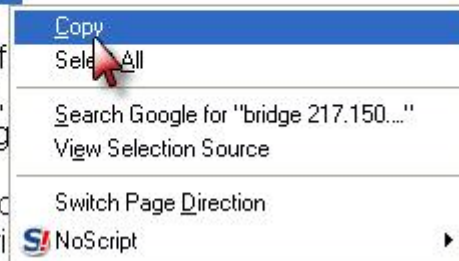 Copy
Select All
Search Google for "bridge 217.150...."
View Selection Source
Switch Page Direction
NoScript